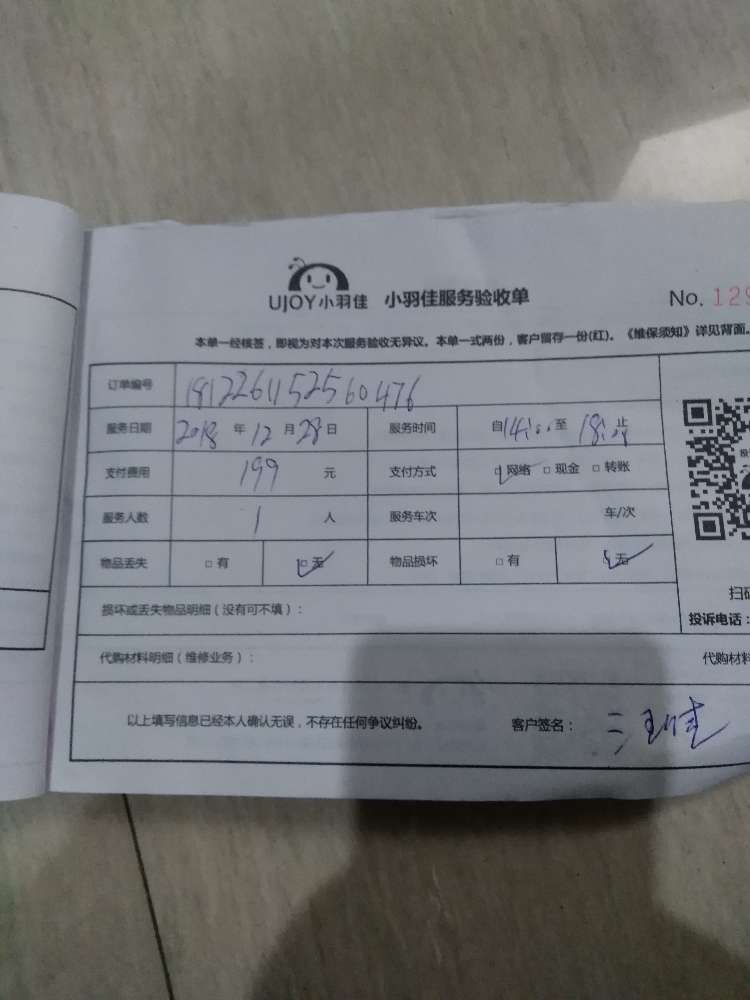 UJOY小羽佳 小羽佳服务验收单 No. 129
本单一经核签，即视为对本次服务验收无异议。本单一式两份，客户留存一份(红)。《维保须知》详见背面。
订单编号 1812261152560476
服务日期 2018 年 12 月 28 日 服务时间 自 14:00 至 18:00 止
支付费用 199 元 支付方式 □网络 □现金 □转账
服务人数 1 人 服务车次 车/次
物品丢失 □有 □无 物品损坏 □有 □无
扫码
损坏或丢失物品明细（没有可不填）： 投诉电话：
代购材料明细（维修业务）： 代购材料
以上填写信息已经本人确认无误，不存在任何争议纠纷。 客户签名：